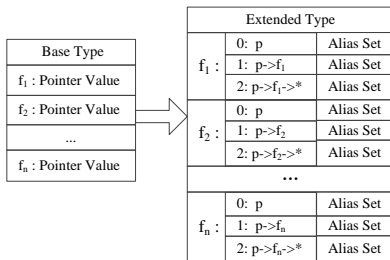 Base Type
f₁ : Pointer Value
f₂ : Pointer Value
...
fₙ : Pointer Value
Extended Type
f₁ :
0: p Alias Set
1: p->f₁ Alias Set
2: p->f₁->* Alias Set
f₂ :
0: p Alias Set
1: p->f₂ Alias Set
2: p->f₂->* Alias Set
...
fₙ :
0: p Alias Set
1: p->fₙ Alias Set
2: p->fₙ->* Alias Set